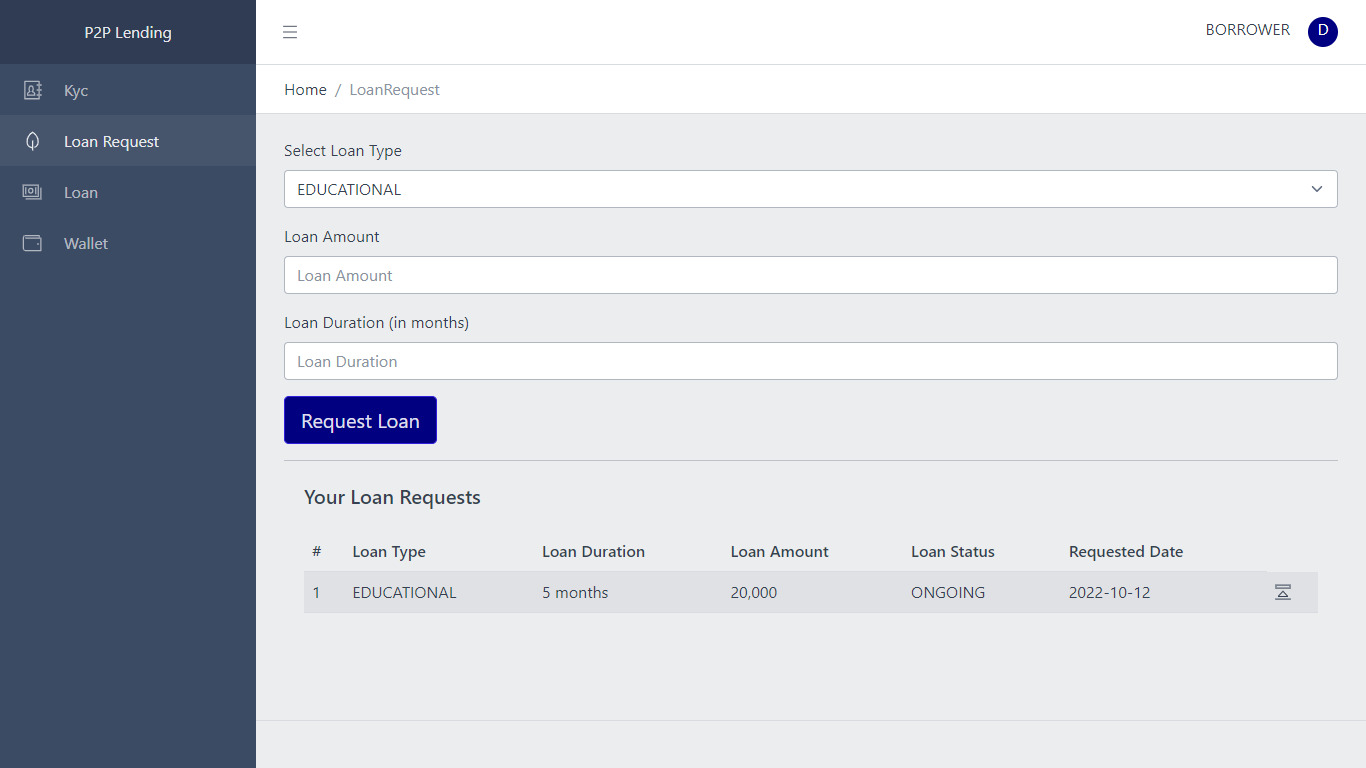 P2P Lending
BORROWER D
Kyc
Loan Request
Loan
Wallet
Home / LoanRequest
Select Loan Type
EDUCATIONAL
Loan Amount
Loan Amount
Loan Duration (in months)
Loan Duration
Request Loan
Your Loan Requests
# Loan Type Loan Duration Loan Amount Loan Status Requested Date
1 EDUCATIONAL 5 months 20,000 ONGOING 2022-10-12